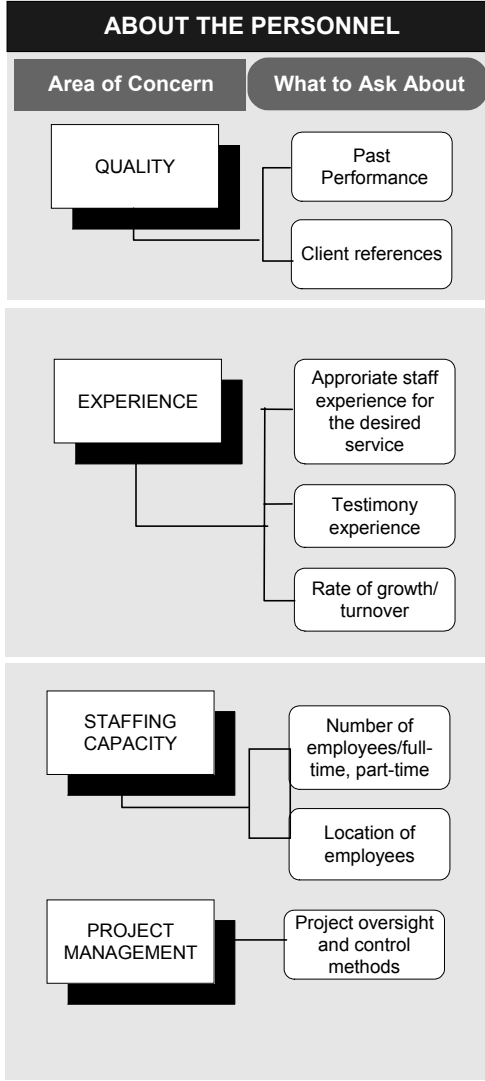 ABOUT THE PERSONNEL
Area of Concern
What to Ask About
QUALITY
Past
Performance
Client references
EXPERIENCE
Approriate staff
experience for
the desired
service
Testimony
experience
Rate of growth/
turnover
STAFFING
CAPACITY
Number of
employees/full-
time, part-time
Location of
employees
PROJECT
MANAGEMENT
Project oversight
and control
methods